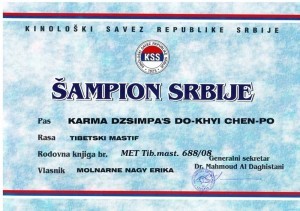 KINOLOŠKI SAVEZ REPUBLIKE SRBIJE
KSS
ŠAMPION SRBIJE
Pas KARMA DZSIMPA'S DO-KHYI CHEN-PO
Rasa TIBETSKI MASTIF
Rodovna knjiga br. MET Tib.mast. 688/08
Generalni sekretar
Vlasnik MOLNARNE NAGY ERIKA
Dr. Mahmoud Al Daghistani